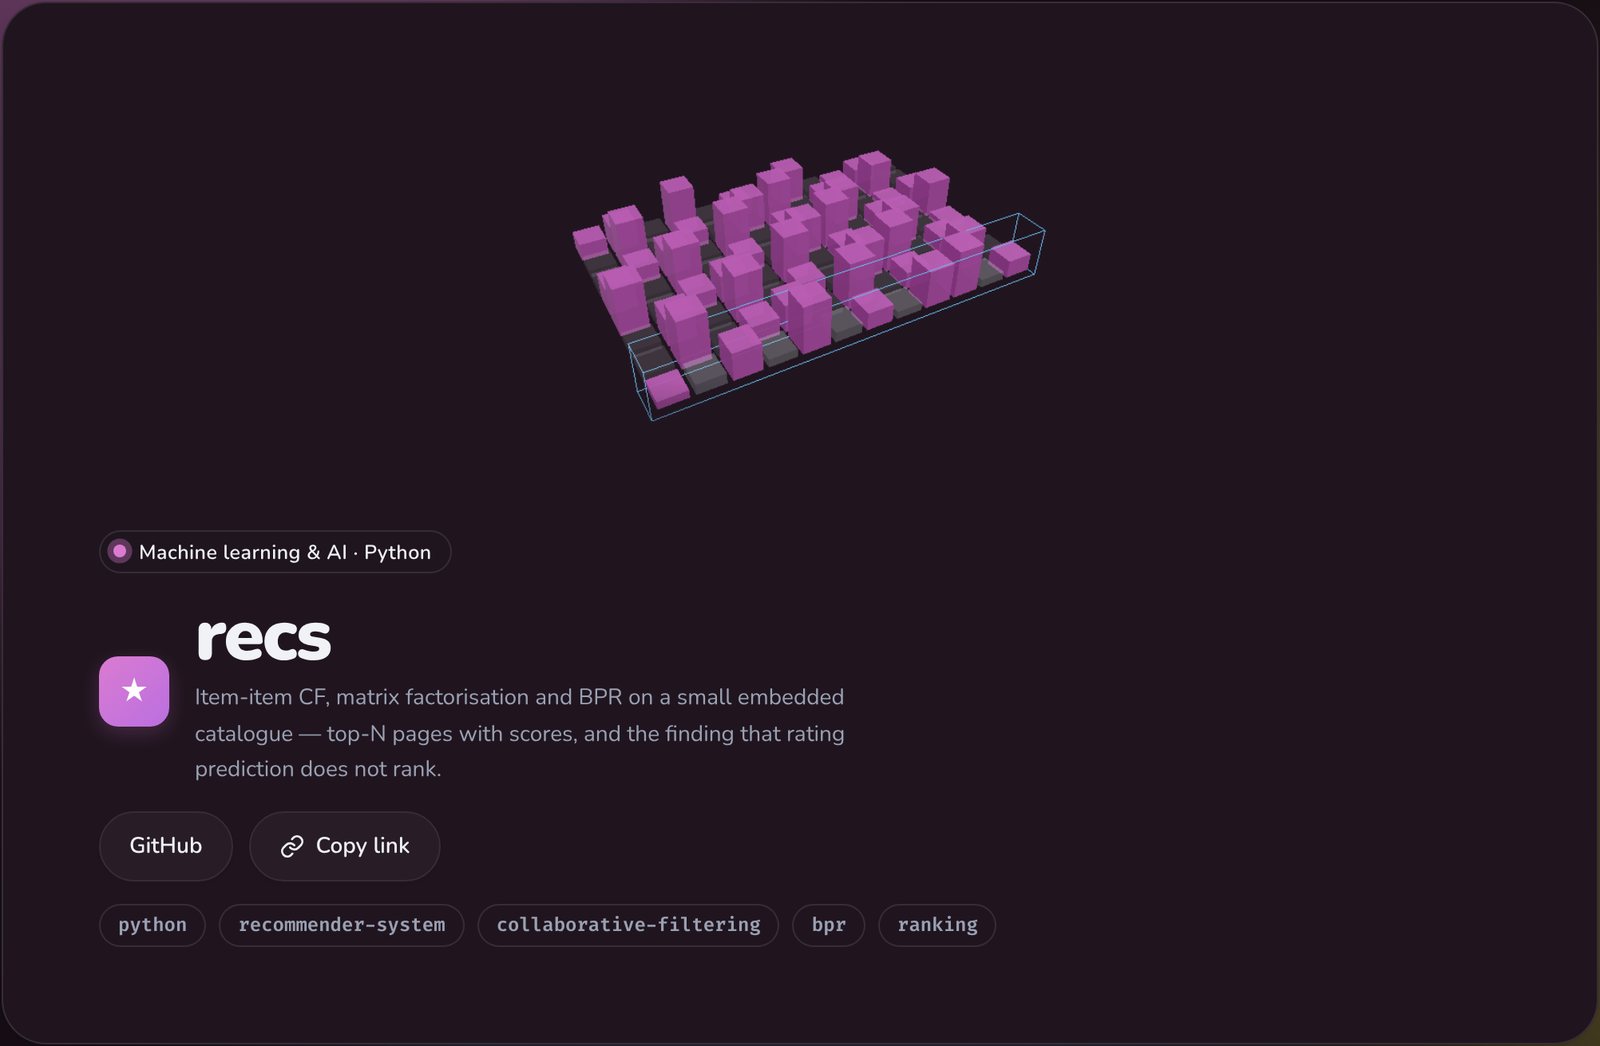 Machine learning & AI · Python
recs
Item-item CF, matrix factorisation and BPR on a small embedded
catalogue — top-N pages with scores, and the finding that rating
prediction does not rank.
GitHub
Copy link
python
recommender-system
collaborative-filtering
bpr
ranking